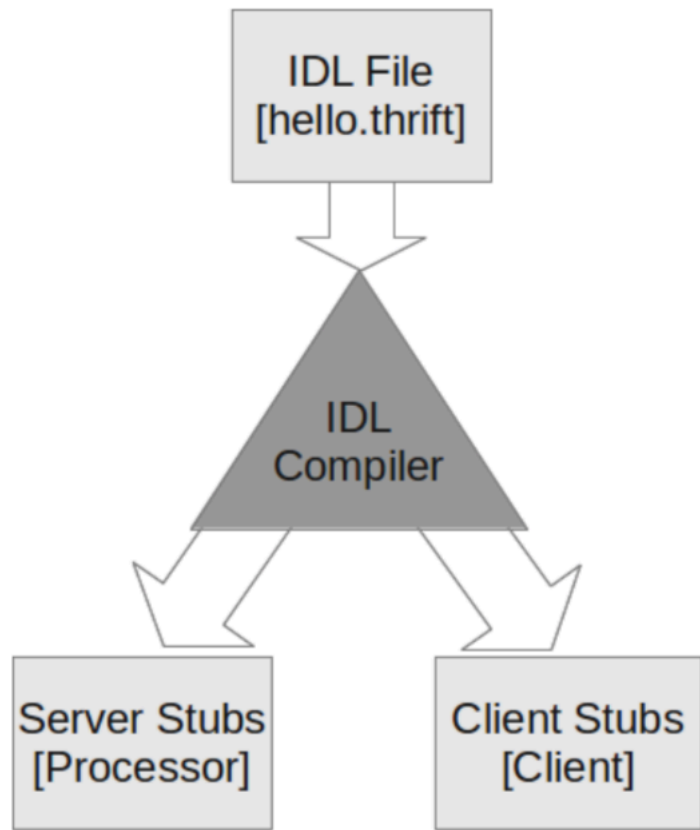 IDL File
[hello.thrift]
IDL
Compiler
Server Stubs
[Processor]
Client Stubs
[Client]